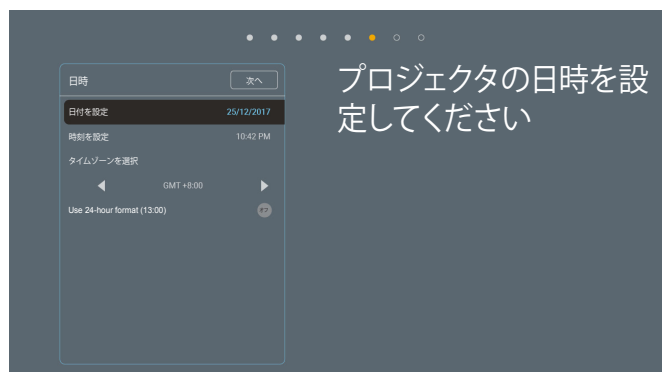 日時
次へ
日付を設定 25/12/2017
時刻を設定 10:42 PM
タイムゾーンを選択
GMT +8:00
Use 24-hour format (13:00) オフ
プロジェクタの日時を設
定してください